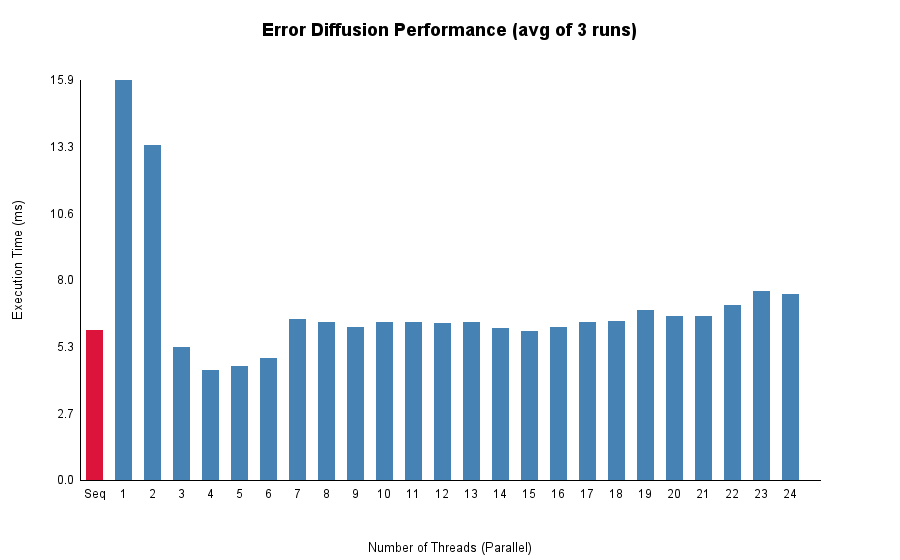 Error Diffusion Performance (avg of 3 runs)
15.9
13.3
10.6
8.0
5.3
2.7
0.0
Execution Time (ms)
Seq 1 2 3 4 5 6 7 8 9 10 11 12 13 14 15 16 17 18 19 20 21 22 23 24
Number of Threads (Parallel)